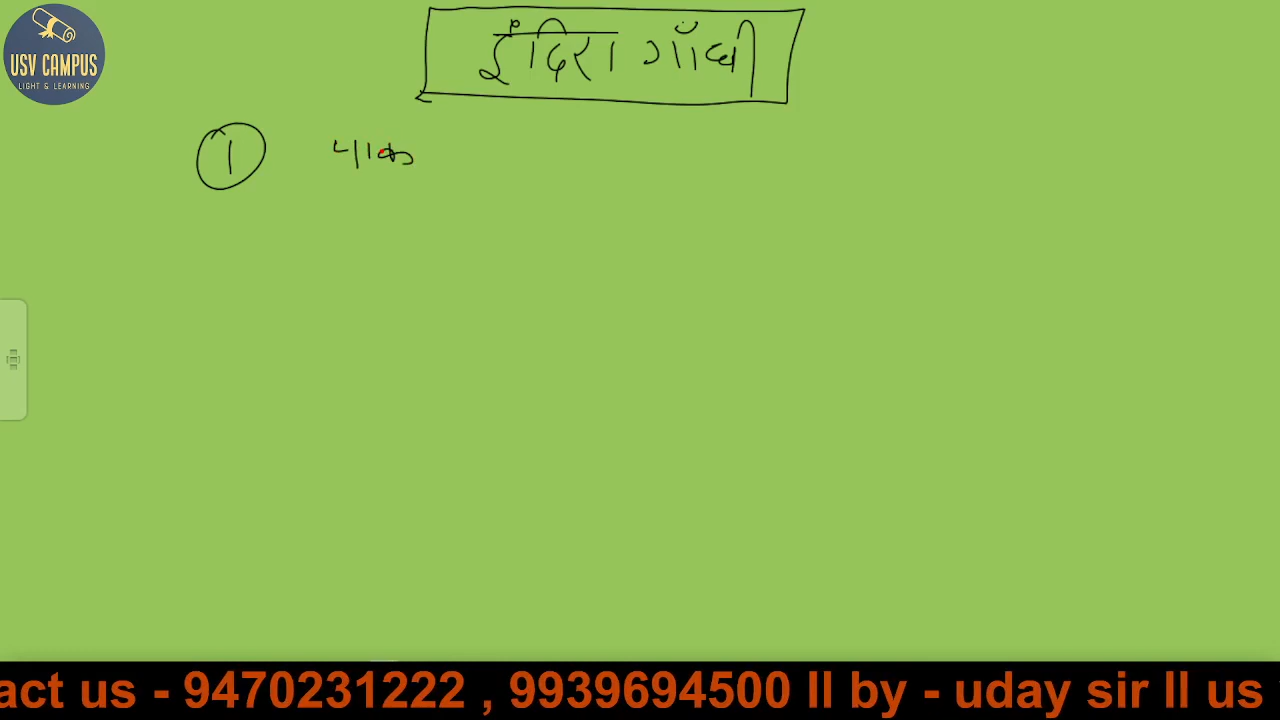 USV CAMPUS
LIGHT & LEARNING
इंदिरा गाँधी
1 पाक
act us - 9470231222 , 9939694500 ll by - uday sir ll us